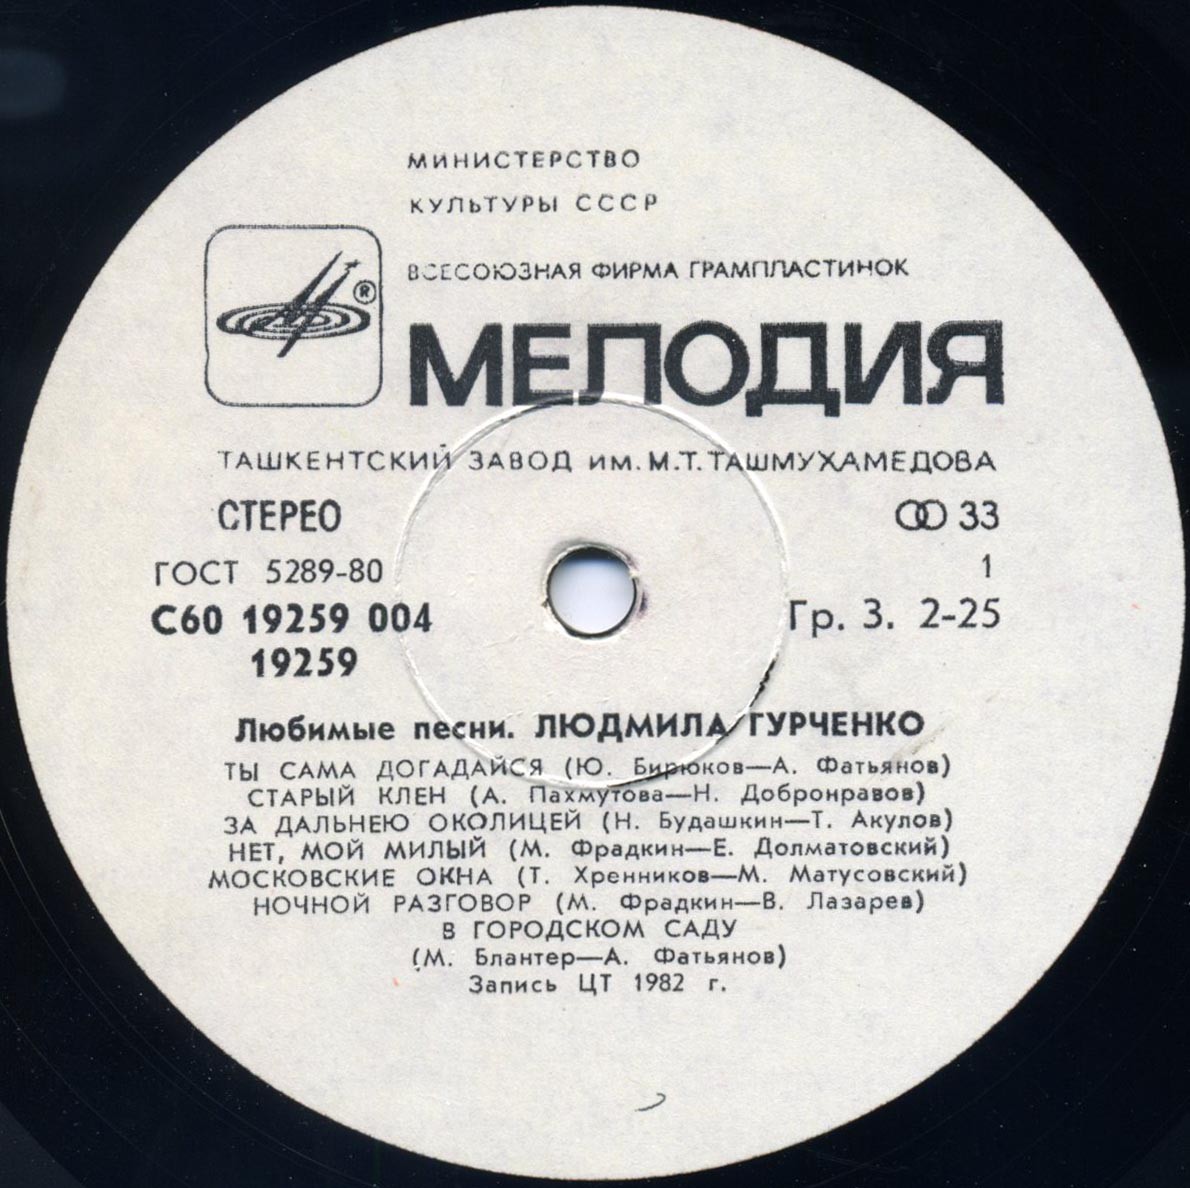 МИНИСТЕРСТВО
КУЛЬТУРЫ СССР
ВСЕСОЮЗНАЯ ФИРМА ГРАМПЛАСТИНОК
®
МЕЛОДИЯ
ТАШКЕНТСКИЙ ЗАВОД ИМ. М.Т. ТАШМУХАМЕДОВА
СТЕРЕО 33
ГОСТ 5289-80 1
С60 19259 004 Гр. 3. 2-25
19259
Любимые песни. ЛЮДМИЛА ГУРЧЕНКО
ТЫ САМА ДОГАДАЙСЯ (Ю. Бирюков—А. Фатьянов)
СТАРЫЙ КЛЕН (А. Пахмутова—Н. Добронравов)
ЗА ДАЛЬНЕЮ ОКОЛИЦЕЙ (Н. Будашкин—Т. Акулов)
НЕТ, МОЙ МИЛЫЙ (М. Фрадкин—Е. Долматовский)
МОСКОВСКИЕ ОКНА (Т. Хренников—М. Матусовский)
НОЧНОЙ РАЗГОВОР (М. Фрадкин—В. Лазарев)
В ГОРОДСКОМ САДУ
(М. Блантер—А. Фатьянов)
Запись ЦТ 1982 г.